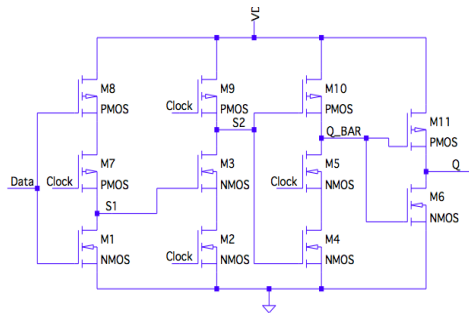 VD
M8
PMOS
M9
Clock
PMOS
M10
PMOS
M11
PMOS
S2
Q_BAR
Q
Data
Clock
M7
PMOS
S1
M3
NMOS
Clock
M5
NMOS
M6
NMOS
M1
NMOS
Clock
M2
NMOS
M4
NMOS